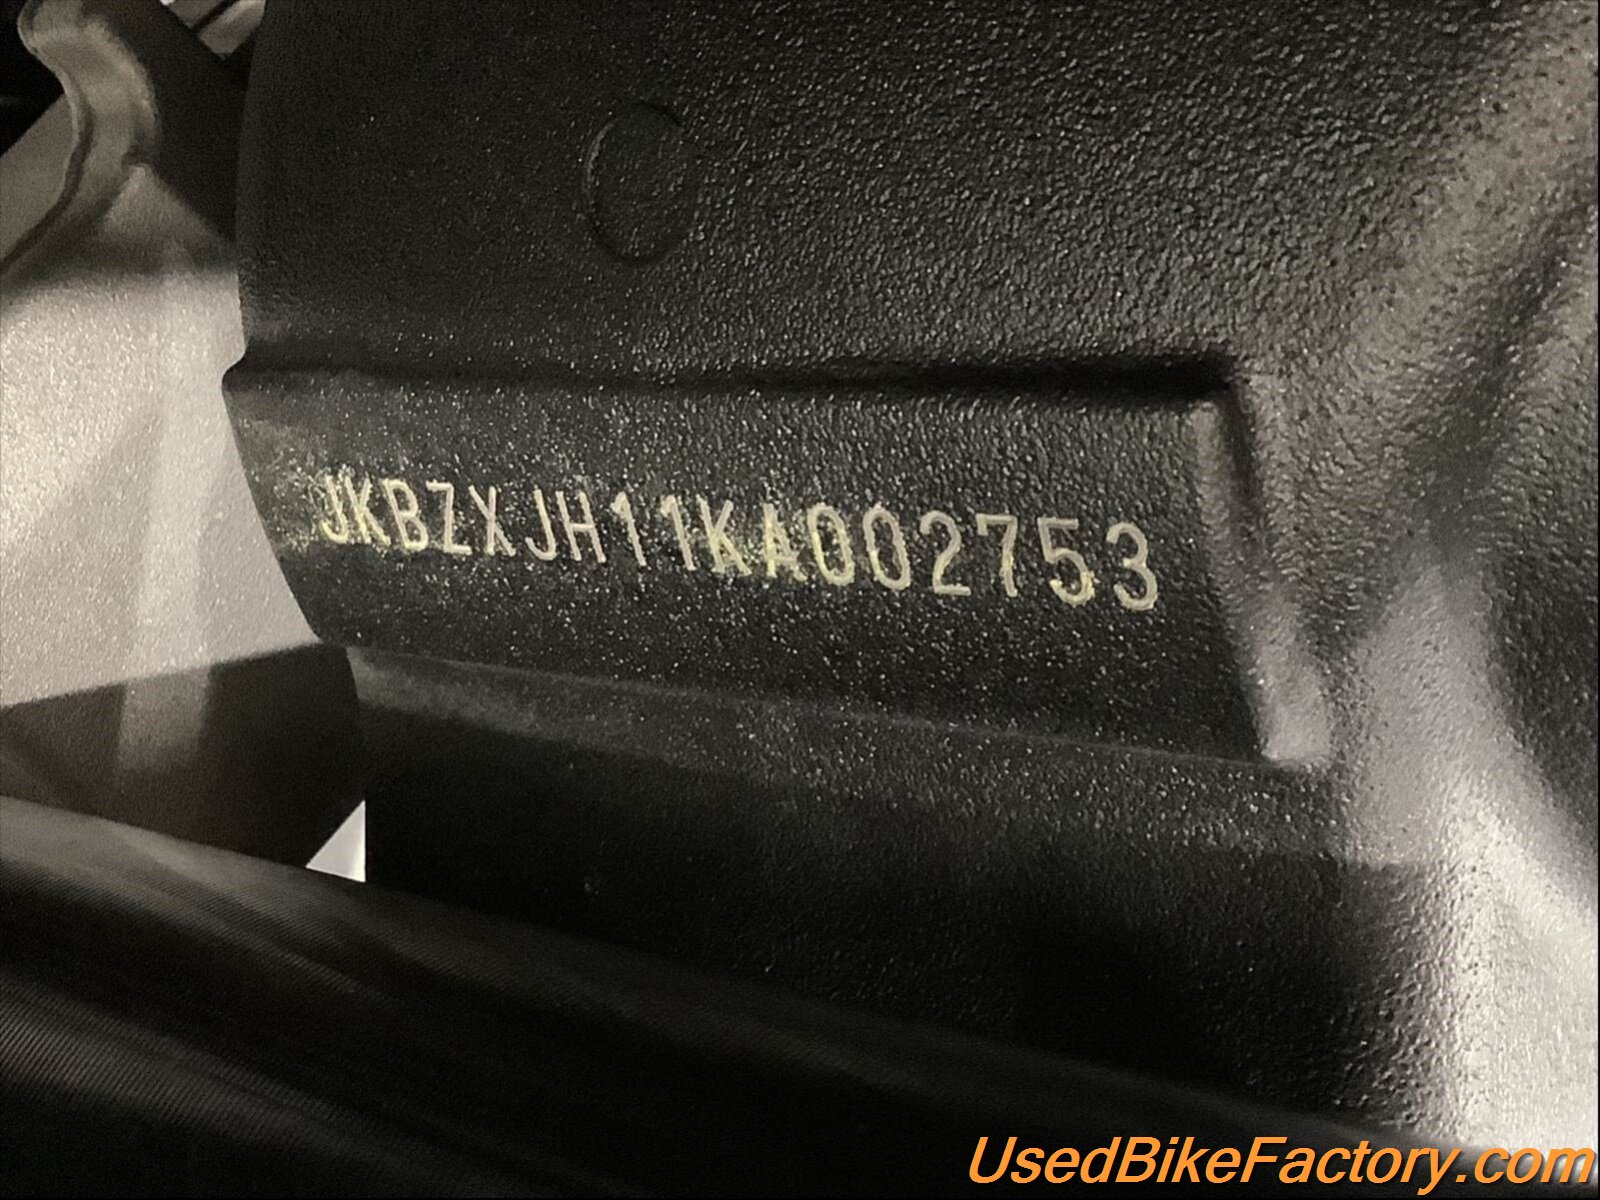 JKBZXJH11KA002753
UsedBikeFactory.com